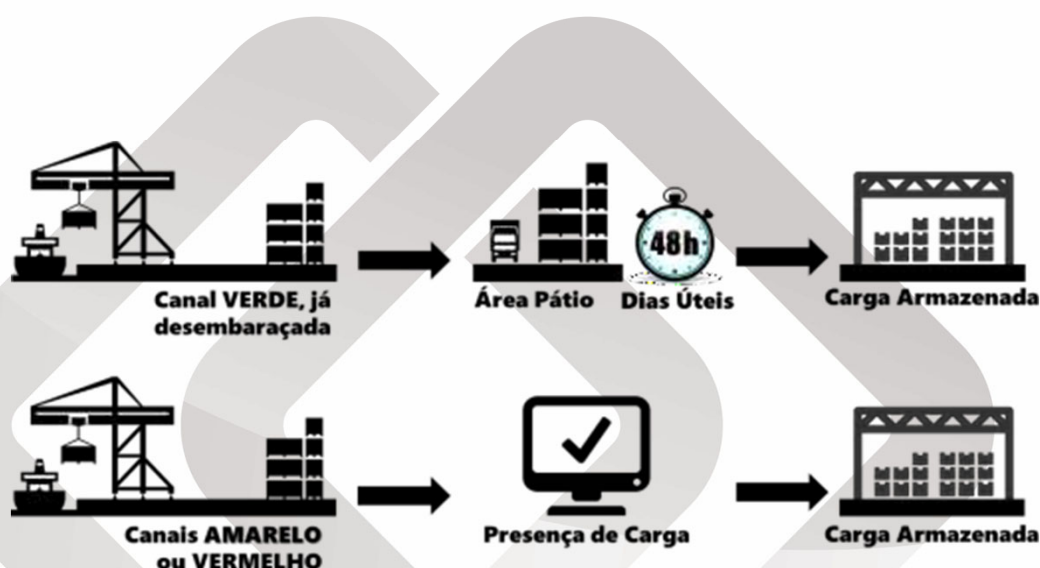 Canal VERDE, já
desembaraçada
Área Pátio
48h
Dias Úteis
Carga Armazenada
Canais AMARELO
ou VERMELHO
Presença de Carga
Carga Armazenada